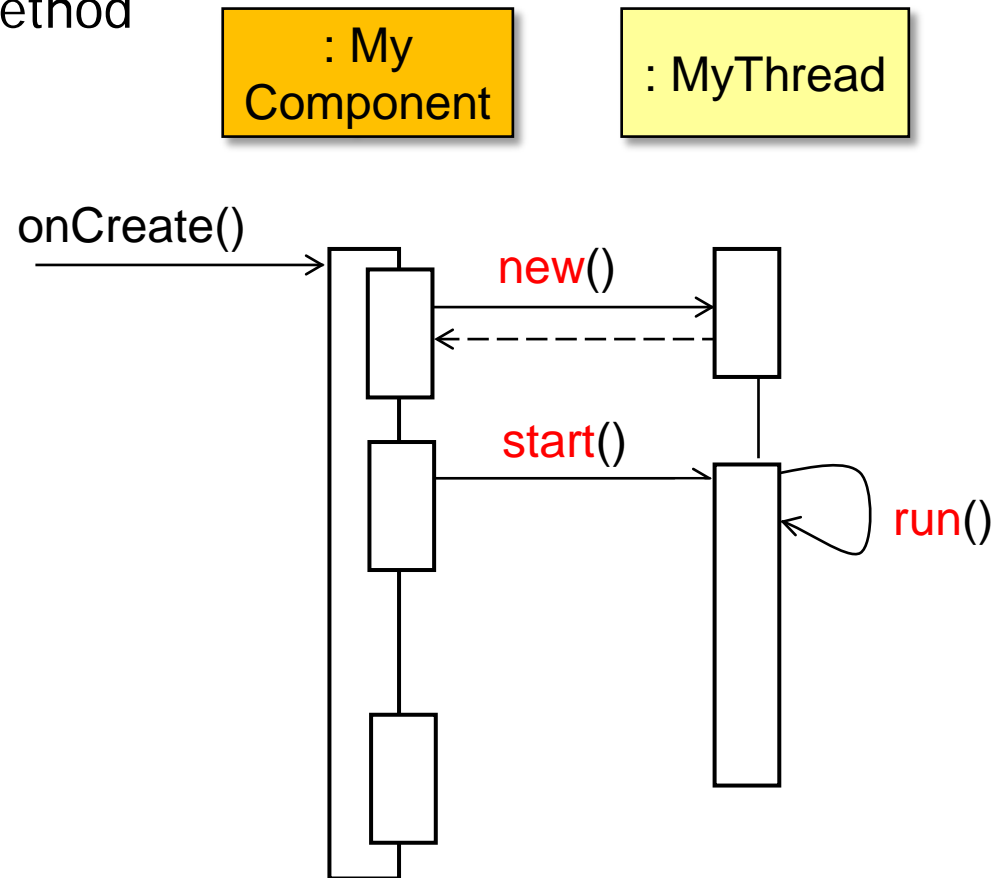 : My
Component
: MyThread
onCreate()
new()
start()
run()